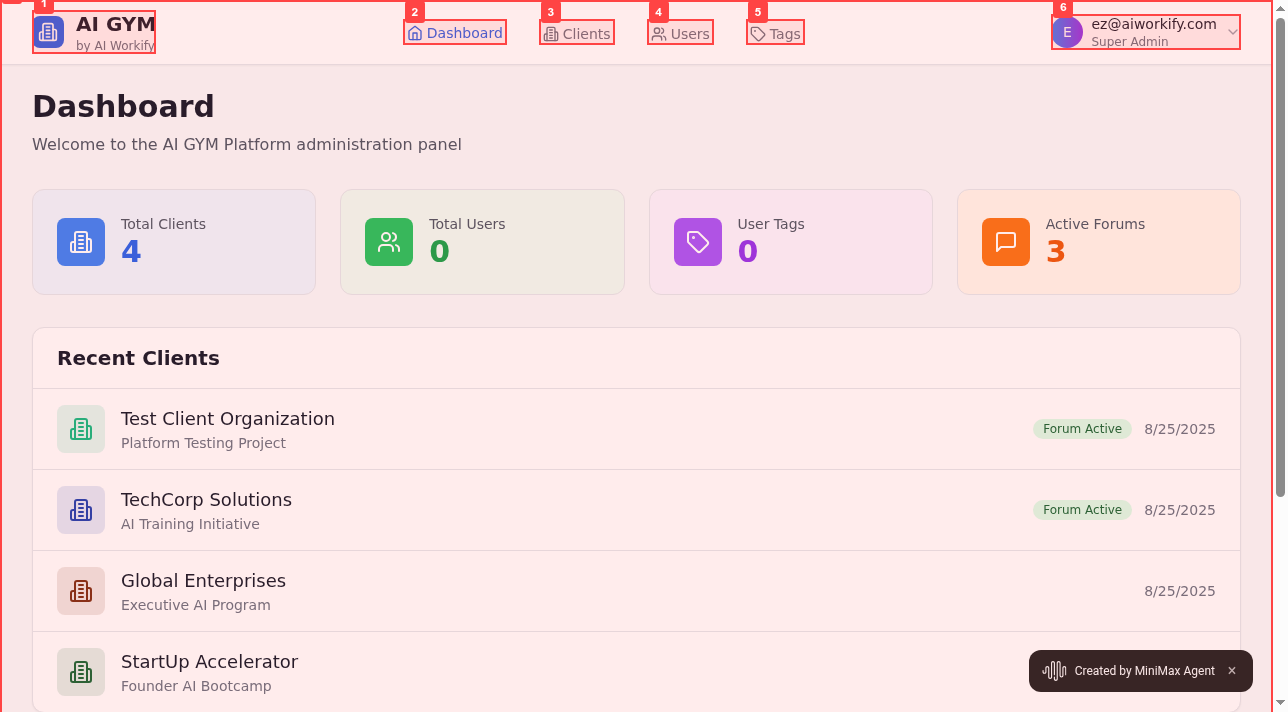 1
AI GYM
by AI Workify
2
Dashboard
3
Clients
4
Users
5
Tags
6
E
ez@aiworkify.com
Super Admin
Dashboard
Welcome to the AI GYM Platform administration panel
Total Clients
4
Total Users
0
User Tags
0
Active Forums
3
Recent Clients
Test Client Organization
Platform Testing Project
Forum Active
8/25/2025
TechCorp Solutions
AI Training Initiative
Forum Active
8/25/2025
Global Enterprises
Executive AI Program
8/25/2025
StartUp Accelerator
Founder AI Bootcamp
Created by MiniMax Agent
×